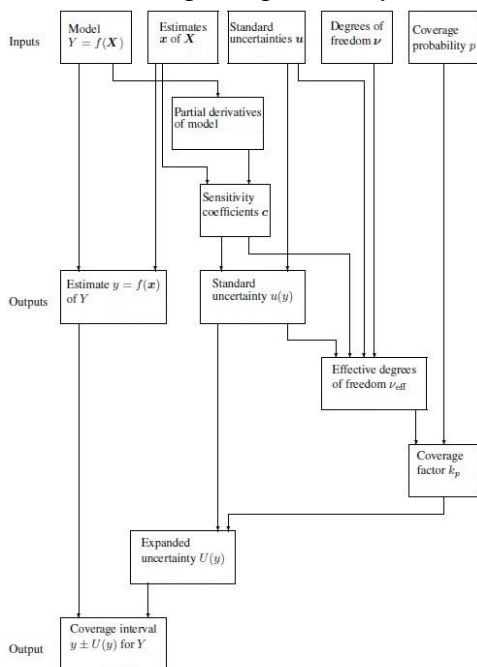 Inputs
Model
Y = f(X)
Estimates
x of X
Standard
uncertainties u
Degrees of
freedom ν
Coverage
probability p
Partial derivatives
of model
Sensitivity
coefficients c
Outputs
Estimate y = f(x)
of Y
Standard
uncertainty u(y)
Effective degrees
of freedom ν_eff
Coverage
factor k_p
Expanded
uncertainty U(y)
Output
Coverage interval
y ± U(y) for Y